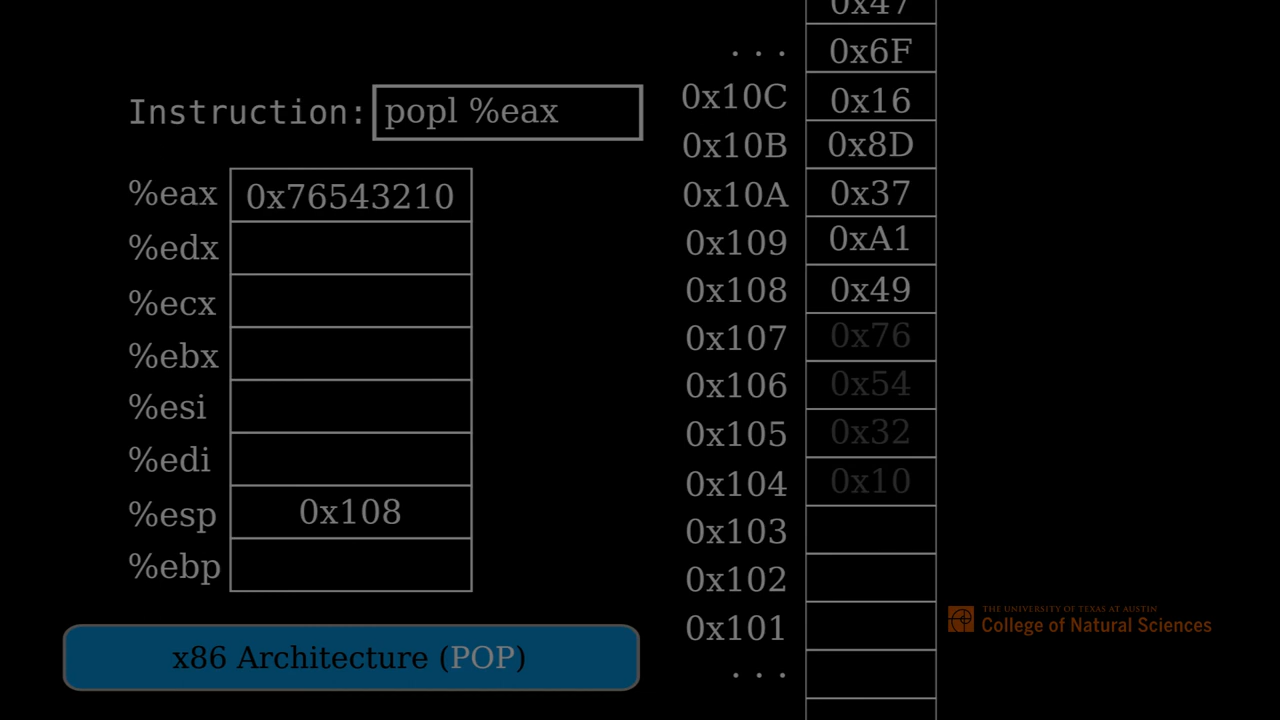 0x47
. . . 0x6F
Instruction: popl %eax
0x10C 0x16
0x10B 0x8D
%eax 0x76543210
0x10A 0x37
%edx
0x109 0xA1
%ecx
0x108 0x49
0x107 0x76
%ebx
0x106 0x54
%esi
0x105 0x32
%edi
0x104 0x10
%esp 0x108
0x103
%ebp
0x102
THE UNIVERSITY OF TEXAS AT AUSTIN
College of Natural Sciences
0x101
x86 Architecture (POP)
. . .